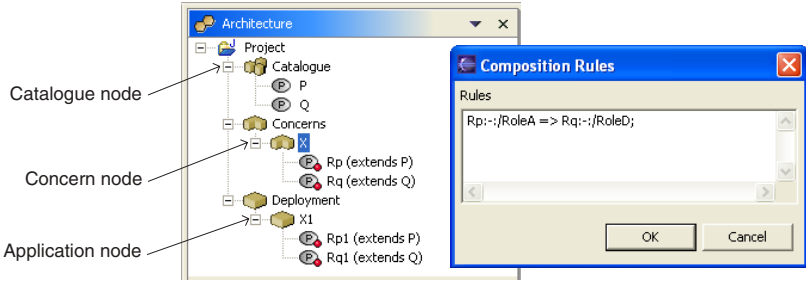 Architecture
Project
Catalogue
P
Q
Concerns
X
Rp (extends P)
Rq (extends Q)
Deployment
X1
Rp1 (extends P)
Rq1 (extends Q)
Catalogue node
Concern node
Application node
Composition Rules
Rules
Rp:-:/RoleA => Rq:-:/RoleD;
OK Cancel